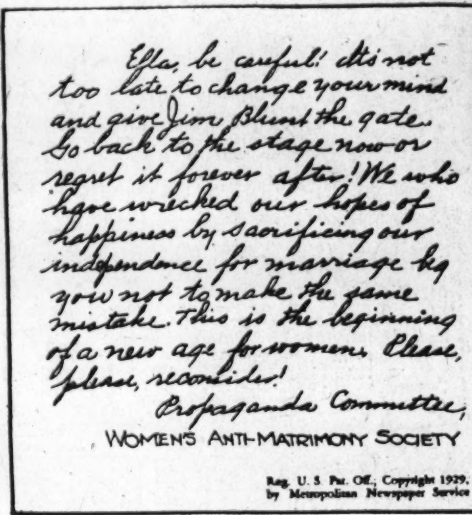 Ella, be careful! It's not
too late to change your mind
and give Jim Blunt the gate.
Go back to the stage now or
regret it forever after! We who
have wrecked our hopes of
happiness by sacrificing our
independence for marriage beg
you not to make the same
mistake. This is the beginning
of a new age for women. Please,
please, reconsider!
Propaganda Committee,
WOMEN'S ANTI-MATRIMONY SOCIETY
Reg. U. S. Pat. Off.; Copyright 1929,
by Metropolitan Newspaper Service